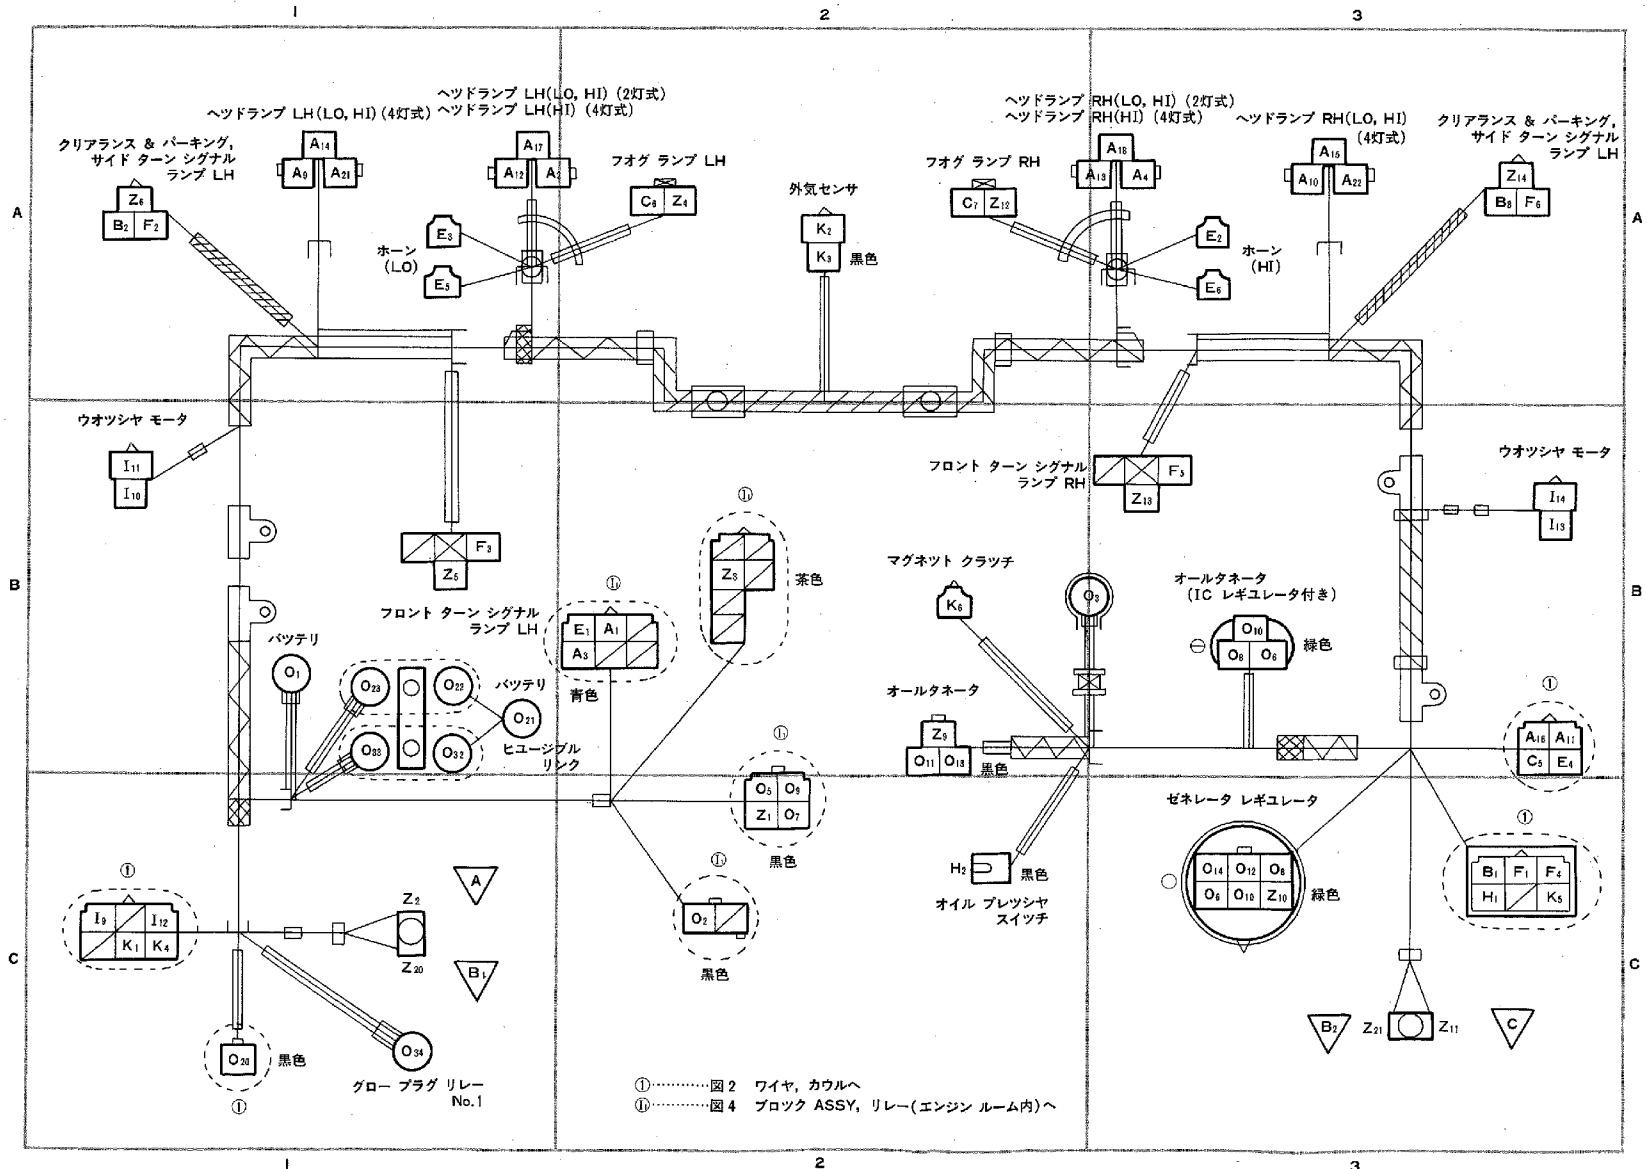 1
2
3
ヘツドランプ LH(LO, HI) (4灯式)
ヘツドランプ LH(LO, HI) (2灯式)
ヘツドランプ LH(HI) (4灯式)
ヘツドランプ RH(LO, HI) (2灯式)
ヘツドランプ RH(HI) (4灯式)
ヘツドランプ RH(LO, HI)
(4灯式)
クリアランス & パーキング,
サイド ターン シグナル
ランプ LH
A14
A9 A21
A17
A12
フオグ ランプ LH
C6 Z4
外気センサ
K2
K3
黒色
フオグ ランプ RH
C7 Z12
A18
A13 A4
A15
A10 A22
クリアランス & パーキング,
サイド ターン シグナル
ランプ LH
Z14
B8 F6
A
A
Z6
B2 F2
E3
ホーン
(LO)
E5
E2
ホーン
(HI)
E6
ウオツシヤ モータ
I11
I10
フロント ターン シグナル
ランプ RH
F5
Z13
ウオツシヤ モータ
I14
I13
F3
Z5
フロント ターン シグナル
ランプ LH
B
B
I1
Z3
茶色
I1
E1 A1
A3
青色
マグネツト クラツチ
K6
O3
オールタネータ
(IC レギユレータ付き)
O10
O8 O6
緑色
バツテリ
O1
O23
O22
バツテリ
O21
O33
O32
ヒユージブル
リンク
オールタネータ
Z9
O11 O13
黒色
1
A16 A11
C5 E4
I1
O5 O9
Z1 O7
黒色
ゼネレータ レギユレータ
O14 O12 O8
O10 Z10
緑色
1
B1 F1 F4
H1 K5
H2
黒色
オイル プレツシヤ
スイツチ
I1
O2
黒色
1
I9 I12
K1 K4
A
Z2
Z20
B1
C
C
O20
黒色
1
O34
グロー プラグ リレー
No.1
B2
Z21
Z11
C
①………図2 ワイヤ, カウルへ
I1………図4 ブロツク ASSY, リレー(エンジン ルーム内)へ
1
2
3